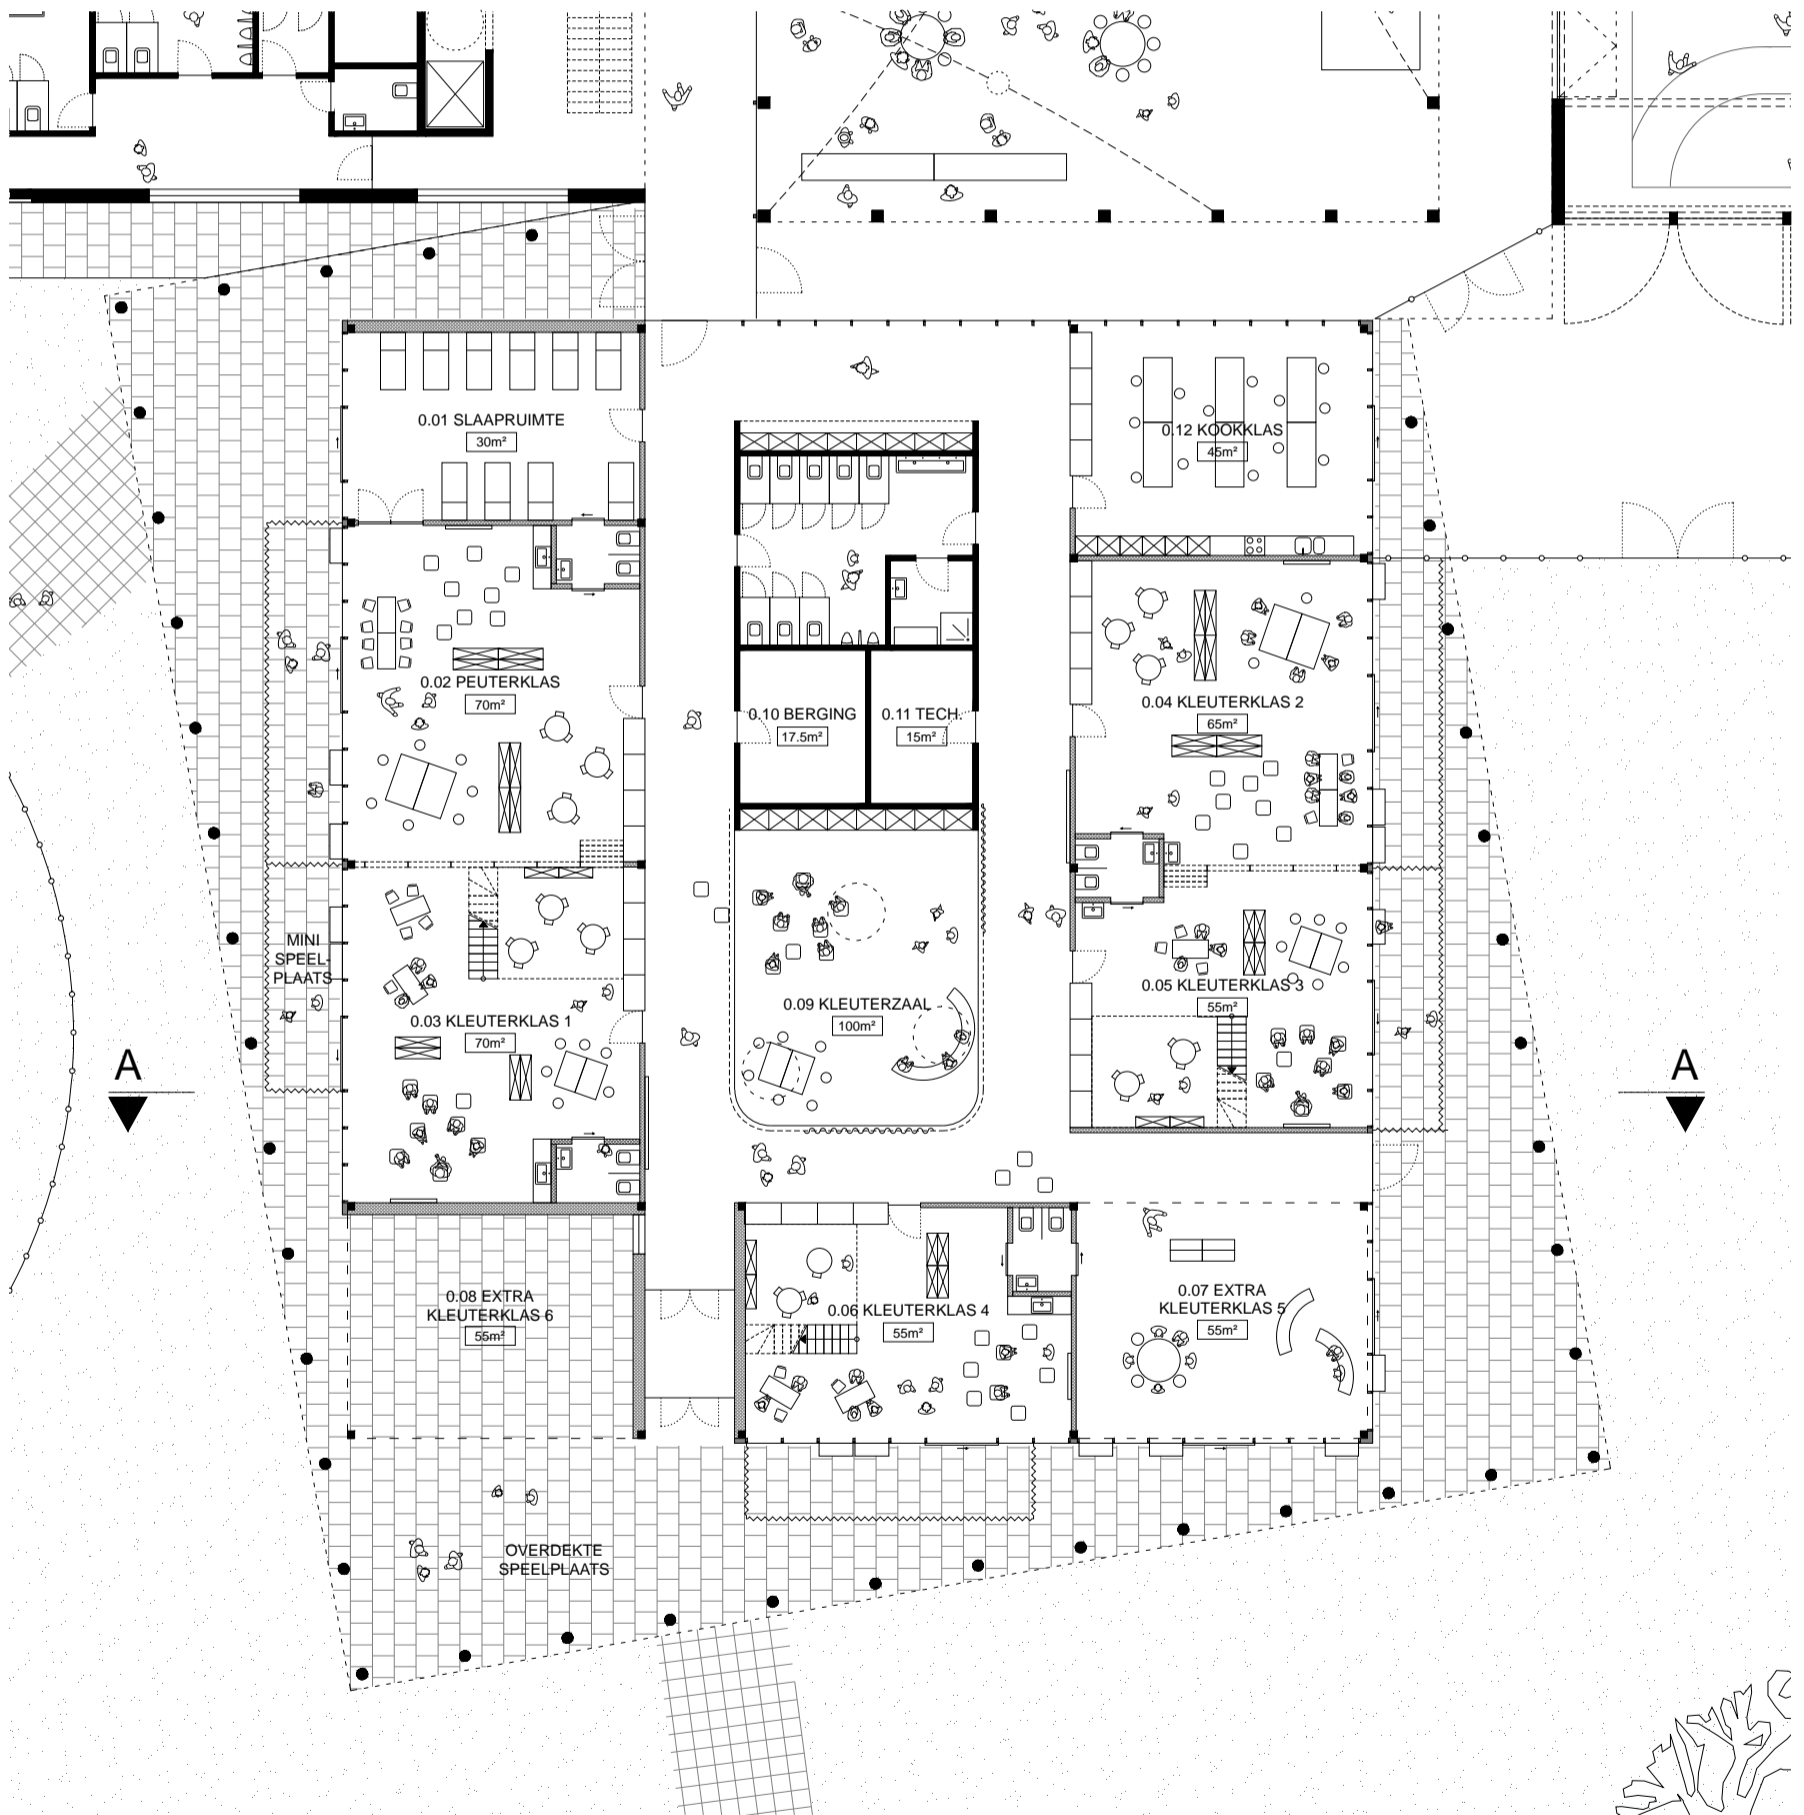 0.01 SLAAPRUIMTE
30m²
0.12 KOOKKLAS
45m²
0.02 PEUTERKLAS
70m²
0.10 BERGING
17.5m²
0.11 TECH.
15m²
0.04 KLEUTERKLAS 2
65m²
MINI
SPEEL-
PLAATS
0.03 KLEUTERKLAS 1
70m²
0.09 KLEUTERZAAL
100m²
0.05 KLEUTERKLAS 3
55m²
A
A
0.08 EXTRA
KLEUTERKLAS 6
55m²
0.06 KLEUTERKLAS 4
55m²
0.07 EXTRA
KLEUTERKLAS 5
55m²
OVERDEKTE
SPEELPLAATS